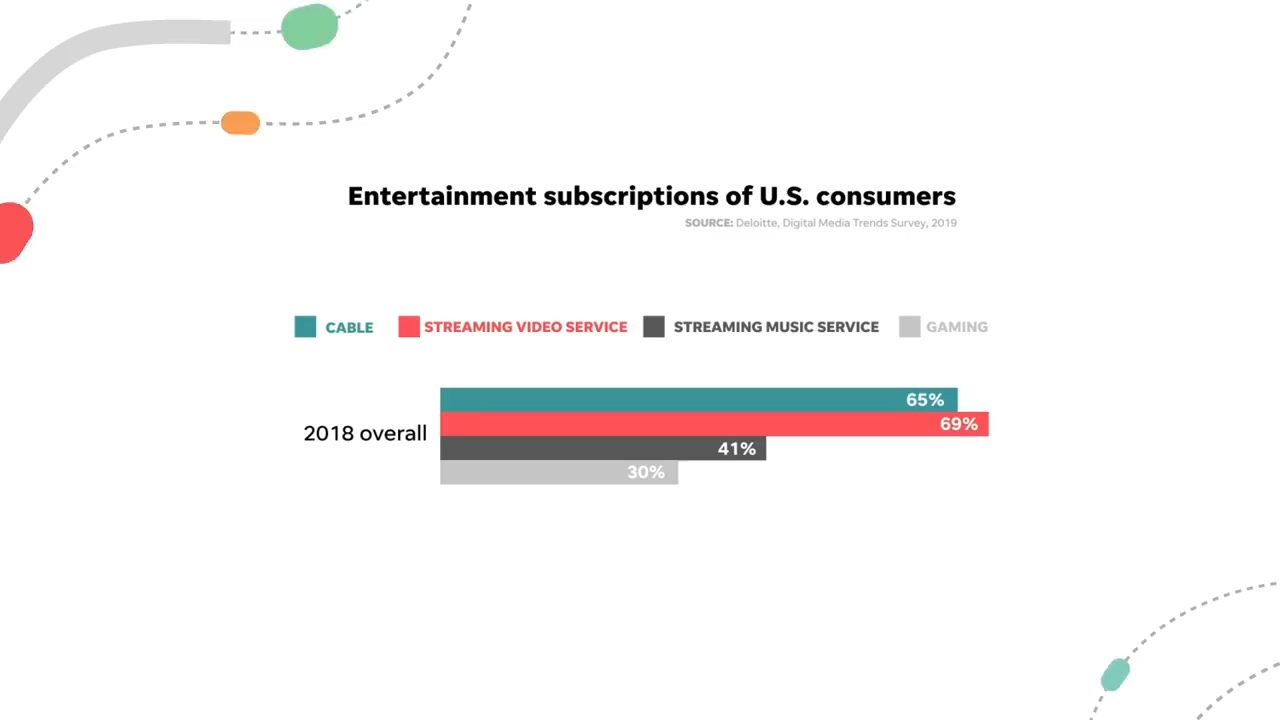 Entertainment subscriptions of U.S. consumers
SOURCE: Deloitte, Digital Media Trends Survey, 2019
CABLE STREAMING VIDEO SERVICE STREAMING MUSIC SERVICE GAMING
65%
69%
2018 overall
41%
30%